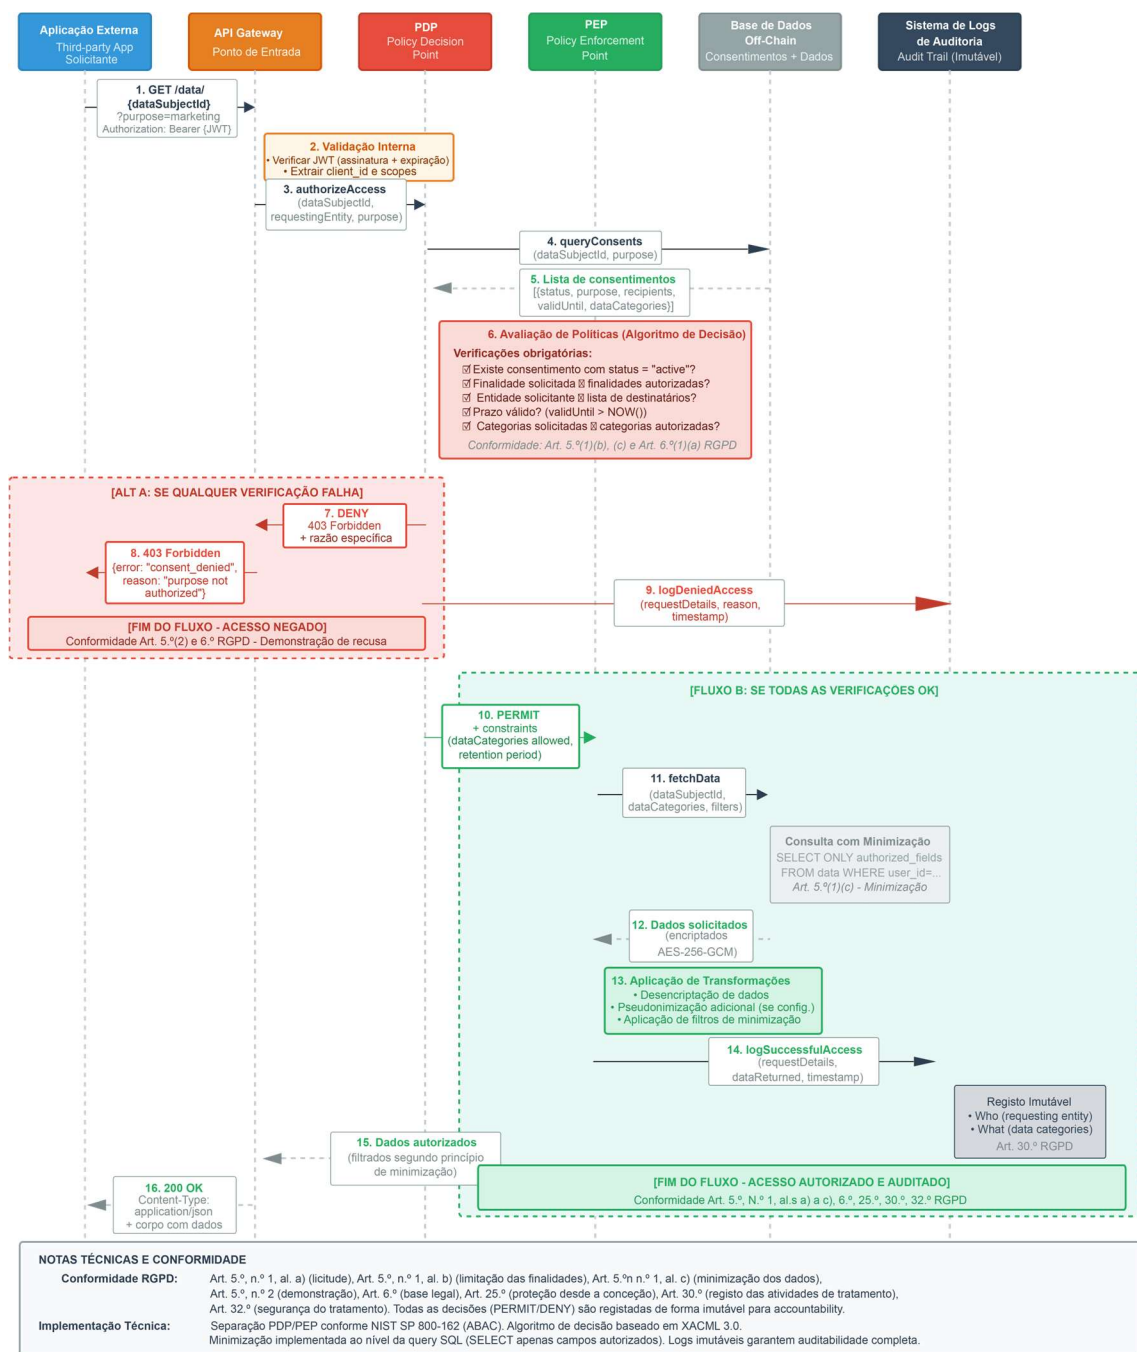 Aplicação Externa
Third-party App
Solicitante
API Gateway
Ponto de Entrada
PDP
Policy Decision
Point
PEP
Policy Enforcement
Point
Base de Dados
Off-Chain
Consentimentos + Dados
Sistema de Logs
de Auditoria
Audit Trail (Imutável)
1. GET /data/
{dataSubjectId}
?purpose=marketing
Authorization: Bearer {JWT}
2. Validação Interna
• Verificar JWT (assinatura + expiração)
• Extrair client_id e scopes
3. authorizeAccess
(dataSubjectId,
requestingEntity, purpose)
4. queryConsents
(dataSubjectId, purpose)
5. Lista de consentimentos
[{status, purpose, recipients,
validUntil, dataCategories}]
6. Avaliação de Políticas (Algoritmo de Decisão)
Verificações obrigatórias:
☑ Existe consentimento com status = "active"?
☑ Finalidade solicitada finalidades autorizadas?
☑ Entidade solicitante lista de destinatários?
☑ Prazo válido? (validUntil > NOW())
☑ Categorias solicitadas categorias autorizadas?
Conformidade: Art. 5.º(1)(b), (c) e Art. 6.º(1)(a) RGPD
[ALT A: SE QUALQUER VERIFICAÇÃO FALHA]
7. DENY
403 Forbidden
+ razão específica
8. 403 Forbidden
{error: "consent_denied",
reason: "purpose not
authorized"}
9. logDeniedAccess
(requestDetails, reason,
timestamp)
[FIM DO FLUXO - ACESSO NEGADO]
Conformidade Art. 5.º(2) e 6.º RGPD - Demonstração de recusa
[FLUXO B: SE TODAS AS VERIFICAÇÕES OK]
10. PERMIT
+ constraints
(dataCategories allowed,
retention period)
11. fetchData
(dataSubjectId,
dataCategories, filters)
Consulta com Minimização
SELECT ONLY authorized_fields
FROM data WHERE user_id=...
Art. 5.º(1)(c) - Minimização
12. Dados solicitados
(encriptados
AES-256-GCM)
13. Aplicação de Transformações
• Desencriptação de dados
• Pseudonimização adicional (se config.)
• Aplicação de filtros de minimização
14. logSuccessfulAccess
(requestDetails,
dataReturned, timestamp)
Registo Imutável
• Who (requesting entity)
• What (data categories)
Art. 30.º RGPD
15. Dados autorizados
(filtrados segundo princípio
de minimização)
[FIM DO FLUXO - ACESSO AUTORIZADO E AUDITADO]
Conformidade Art. 5.º, N.º 1, al.s a) a c), 6.º, 25.º, 30.º, 32.º RGPD
16. 200 OK
Content-Type:
application/json
+ corpo com dados
NOTAS TÉCNICAS E CONFORMIDADE
Conformidade RGPD: Art. 5.º, n.º 1, al. a) (licitude), Art. 5.º, n.º 1, al. b) (limitação das finalidades), Art. 5.ºn n.º 1, al. c) (minimização dos dados),
Art. 5.º, n.º 2 (demonstração), Art. 6.º (base legal), Art. 25.º (proteção desde a conceção), Art. 30.º (registo das atividades de tratamento),
Art. 32.º (segurança do tratamento). Todas as decisões (PERMIT/DENY) são registadas de forma imutável para accountability.
Implementação Técnica: Separação PDP/PEP conforme NIST SP 800-162 (ABAC). Algoritmo de decisão baseado em XACML 3.0.
Minimização implementada ao nível da query SQL (SELECT apenas campos autorizados). Logs imutáveis garantem auditabilidade completa.